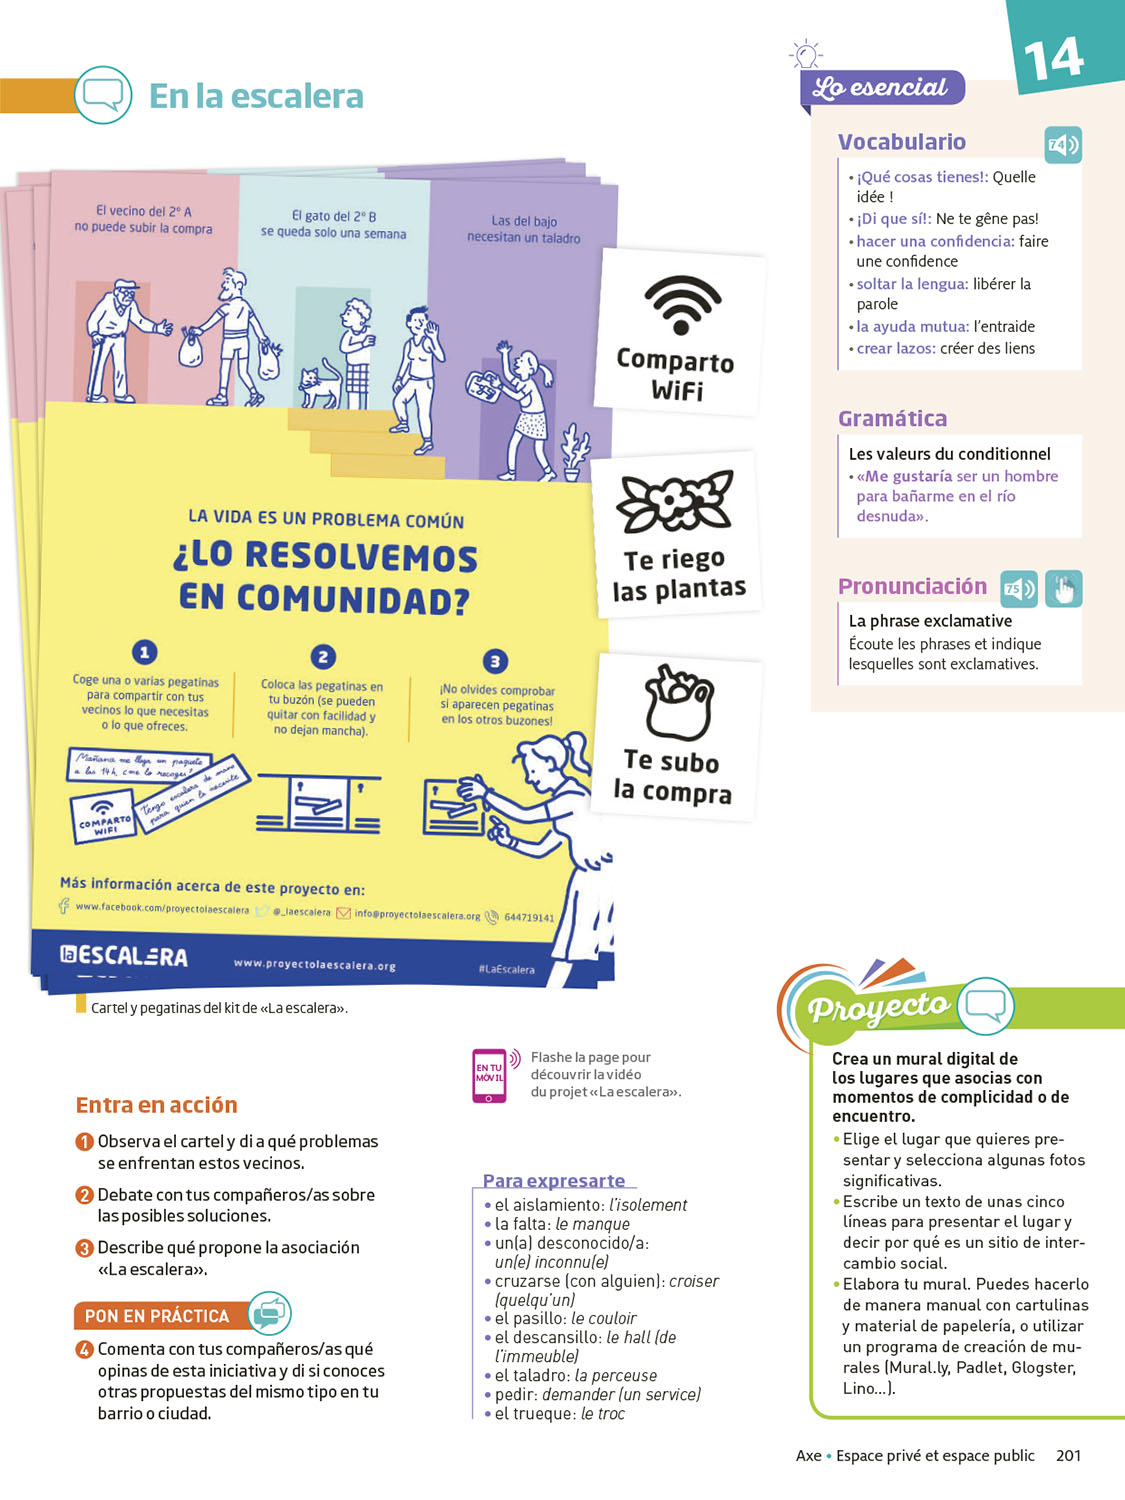 14
En la escalera
El vecino del 2º A
no puede subir la compra
El gato del 2º B
se queda solo una semana
Las del bajo
necesitan un taladro
LA VIDA ES UN PROBLEMA COMÚN
¿LO RESOLVEMOS
EN COMUNIDAD?
1
Coge una o varias pegatinas
para compartir con tus
vecinos lo que necesitas
o lo que ofreces.
2
Coloca las pegatinas en
tu buzón (se pueden
quitar con facilidad y
no dejan mancha).
3
¡No olvides comprobar
si aparecen pegatinas
en los otros buzones!
Mañana me llega un paquete
a las 14h, ¿me lo recoges?
COMPARTO
WIFI
Tengo escalera de mano
para quien la necesite
Más información acerca de este proyecto en:
www.facebook.com/proyectolaescalera @_laescalera info@proyectolaescalera.org 644719141
la ESCALERA
www.proyectolaescalera.org
#LaEscalera
Comparto
WiFi
Te riego
las plantas
Te subo
la compra
Cartel y pegatinas del kit de «La escalera».
EN TU
MÓVIL
Flashe la page pour
découvrir la vidéo
du projet «La escalera».
Entra en acción
1 Observa el cartel y di a qué problemas
se enfrentan estos vecinos.
2 Debate con tus compañeros/as sobre
las posibles soluciones.
3 Describe qué propone la asociación
«La escalera».
PON EN PRÁCTICA
4 Comenta con tus compañeros/as qué
opinas de esta iniciativa y di si conoces
otras propuestas del mismo tipo en tu
barrio o ciudad.
Para expresarte
• el aislamiento: l'isolement
• la falta: le manque
• un(a) desconocido/a:
un(e) inconnu(e)
• cruzarse (con alguien): croiser
(quelqu'un)
• el pasillo: le couloir
• el descansillo: le hall (de
l'immeuble)
• el taladro: la perceuse
• pedir: demander (un service)
• el trueque: le troc
Lo esencial
Vocabulario
74
• ¡Qué cosas tienes!: Quelle
idée !
• ¡Di que sí!: Ne te gêne pas!
• hacer una confidencia: faire
une confidence
• soltar la lengua: libérer la
parole
• la ayuda mutua: l'entraide
• crear lazos: créer des liens
Gramática
Les valeurs du conditionnel
• «Me gustaría ser un hombre
para bañarme en el río
desnuda».
Pronunciación
75
La phrase exclamative
Écoute les phrases et indique
lesquelles sont exclamatives.
Proyecto
Crea un mural digital de
los lugares que asocias con
momentos de complicidad o de
encuentro.
• Elige el lugar que quieres pre-
sentar y selecciona algunas fotos
significativas.
• Escribe un texto de unas cinco
líneas para presentar el lugar y
decir por qué es un sitio de inter-
cambio social.
• Elabora tu mural. Puedes hacerlo
de manera manual con cartulinas
y material de papelería, o utilizar
un programa de creación de mu-
rales (Mural.ly, Padlet, Glogster,
Lino...).
Axe • Espace privé et espace public 201